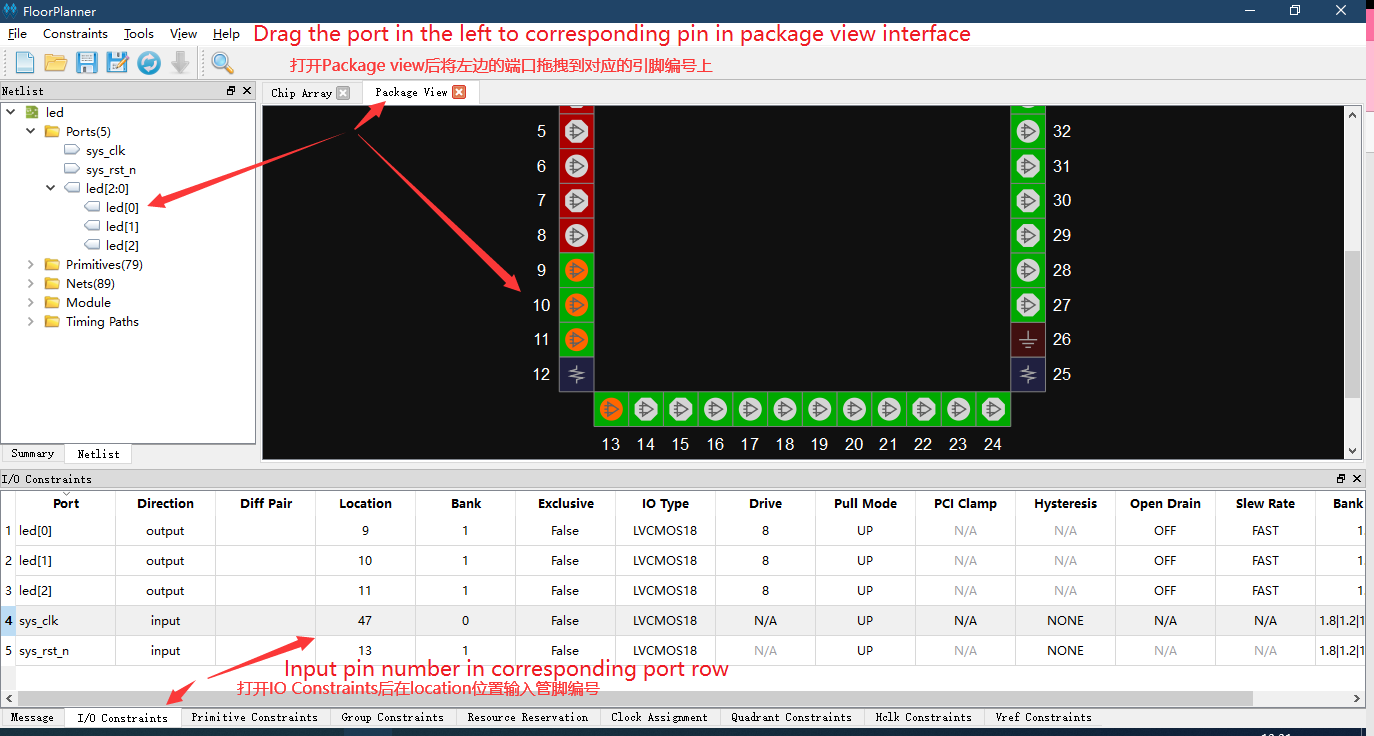 FloorPlanner
File Constraints Tools View Help
Drag the port in the left to corresponding pin in package view interface
打开Package view后将左边的端口拖拽到对应的引脚编号上
Netlist
Chip Array Package View
led
Ports(5)
sys_clk
sys_rst_n
led[2:0]
led[0]
led[1]
led[2]
Primitives(79)
Nets(89)
Module
Timing Paths
5 32
6 31
7 30
8 29
9 28
10 27
11 26
12 25
13 14 15 16 17 18 19 20 21 22 23 24
Summary Netlist
I/O Constraints
Port Direction Diff Pair Location Bank Exclusive IO Type Drive Pull Mode PCI Clamp Hysteresis Open Drain Slew Rate Bank
1 led[0] output 9 1 False LVCMOS18 8 UP N/A N/A OFF FAST 1.
2 led[1] output 10 1 False LVCMOS18 8 UP N/A N/A OFF FAST 1.
3 led[2] output 11 1 False LVCMOS18 8 UP N/A N/A OFF FAST 1.
4 sys_clk input 47 0 False LVCMOS18 N/A UP N/A NONE N/A N/A 1.8|1.2|1
5 sys_rst_n input 13 1 False LVCMOS18 N/A UP N/A NONE N/A N/A 1.8|1.2|1
Input pin number in corresponding port row
打开IO Constraints后在location位置输入管脚编号
Message I/O Constraints Primitive Constraints Group Constraints Resource Reservation Clock Assignment Quadrant Constraints Hclk Constraints Vref Constraints